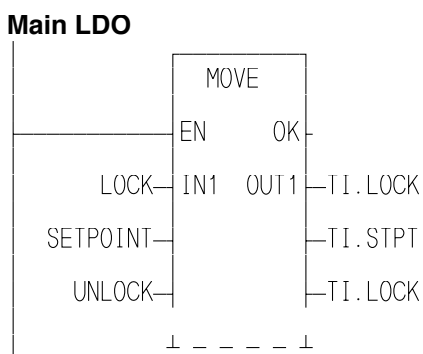 Main LDO
MOVE
EN OK
LOCK IN1 OUT1 TI.LOCK
SETPOINT TI.STPT
UNLOCK TI.LOCK